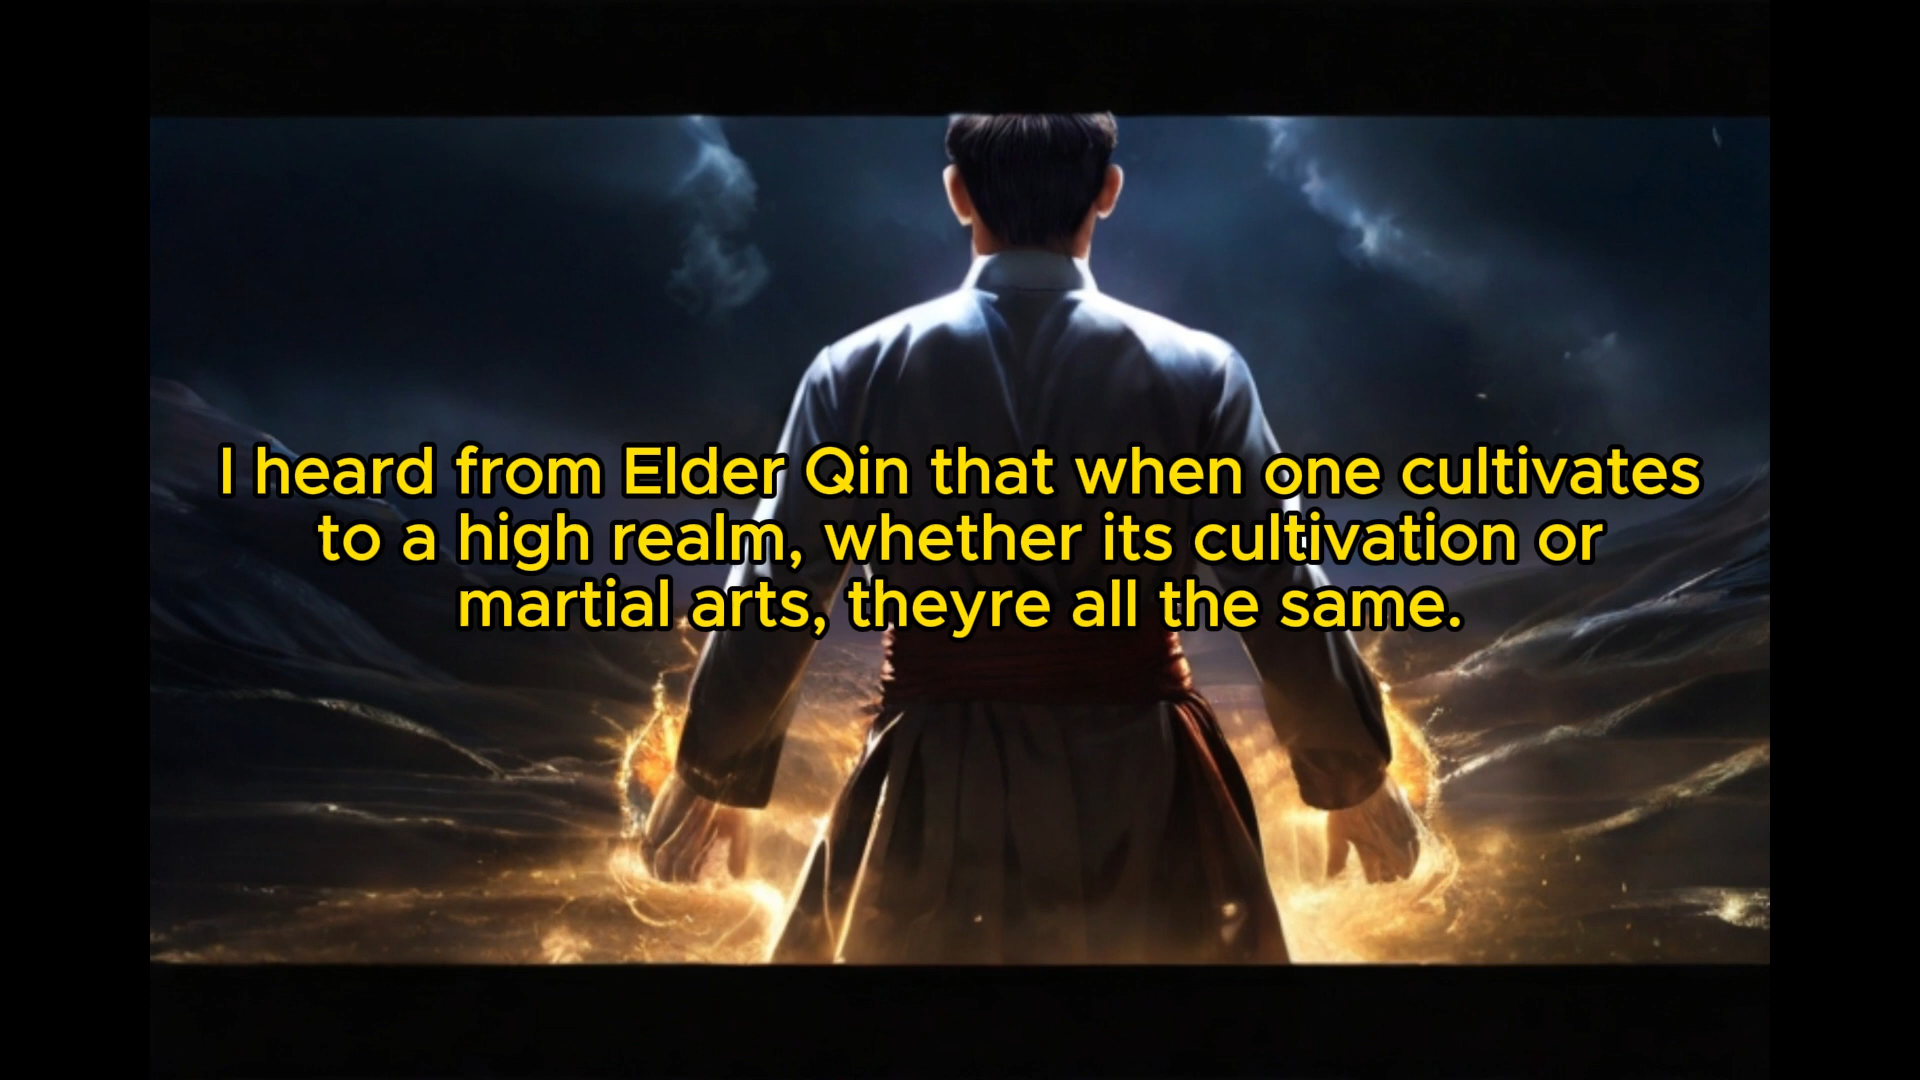 I heard from Elder Qin that when one cultivates
to a high realm, whether its cultivation or
martial arts, theyre all the same.